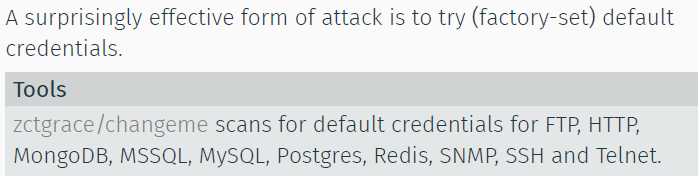 A surprisingly effective form of attack is to try (factory-set) default
credentials.
Tools
zctgrace/changeme scans for default credentials for FTP, HTTP,
MongoDB, MSSQL, MySQL, Postgres, Redis, SNMP, SSH and Telnet.